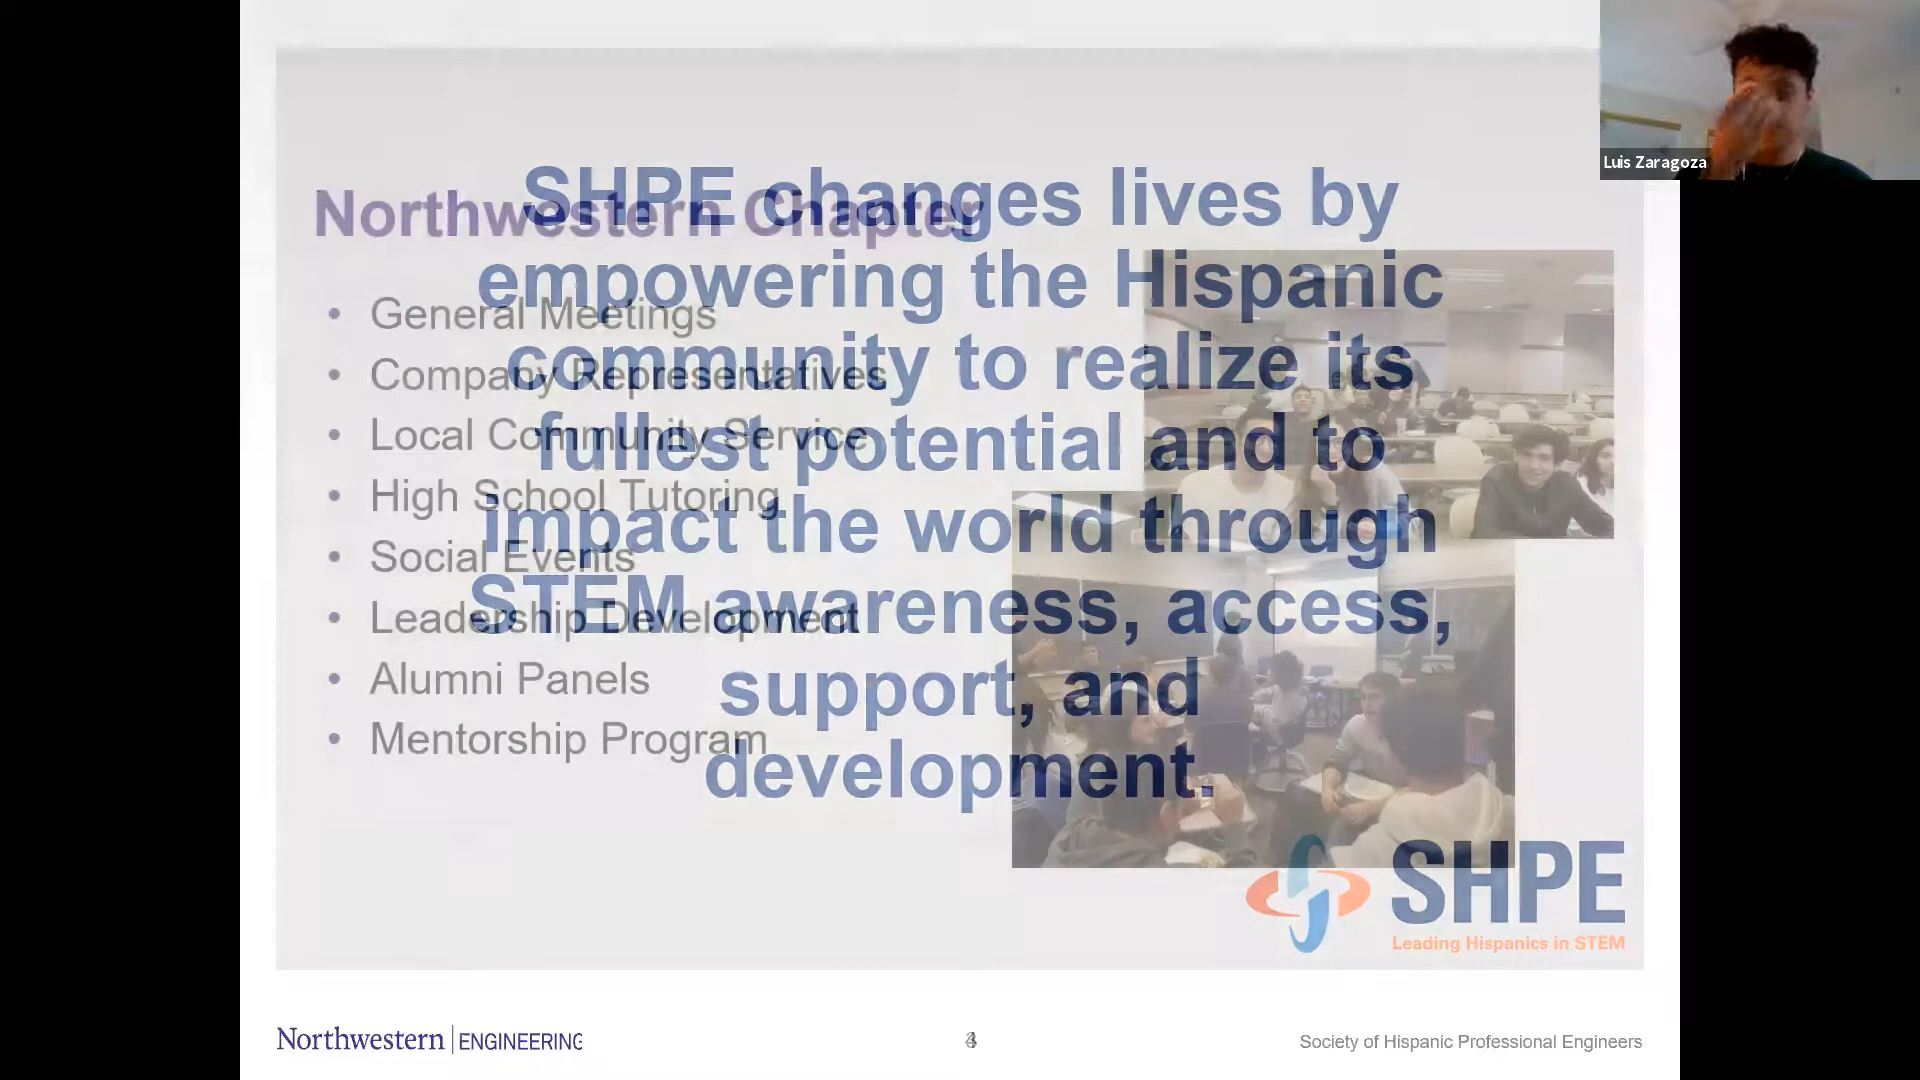 Luis Zaragoza
SHPE changes lives by
empowering the Hispanic
community to realize its
fullest potential and to
impact the world through
STEM awareness, access,
support, and
development.
Northwestern Chapter
• General Meetings
• Company Representatives
• Local Community Service
• High School Tutoring
• Social Events
• Leadership Development
• Alumni Panels
• Mentorship Program
SHPE
Leading Hispanics in STEM
Northwestern | ENGINEERING
Society of Hispanic Professional Engineers